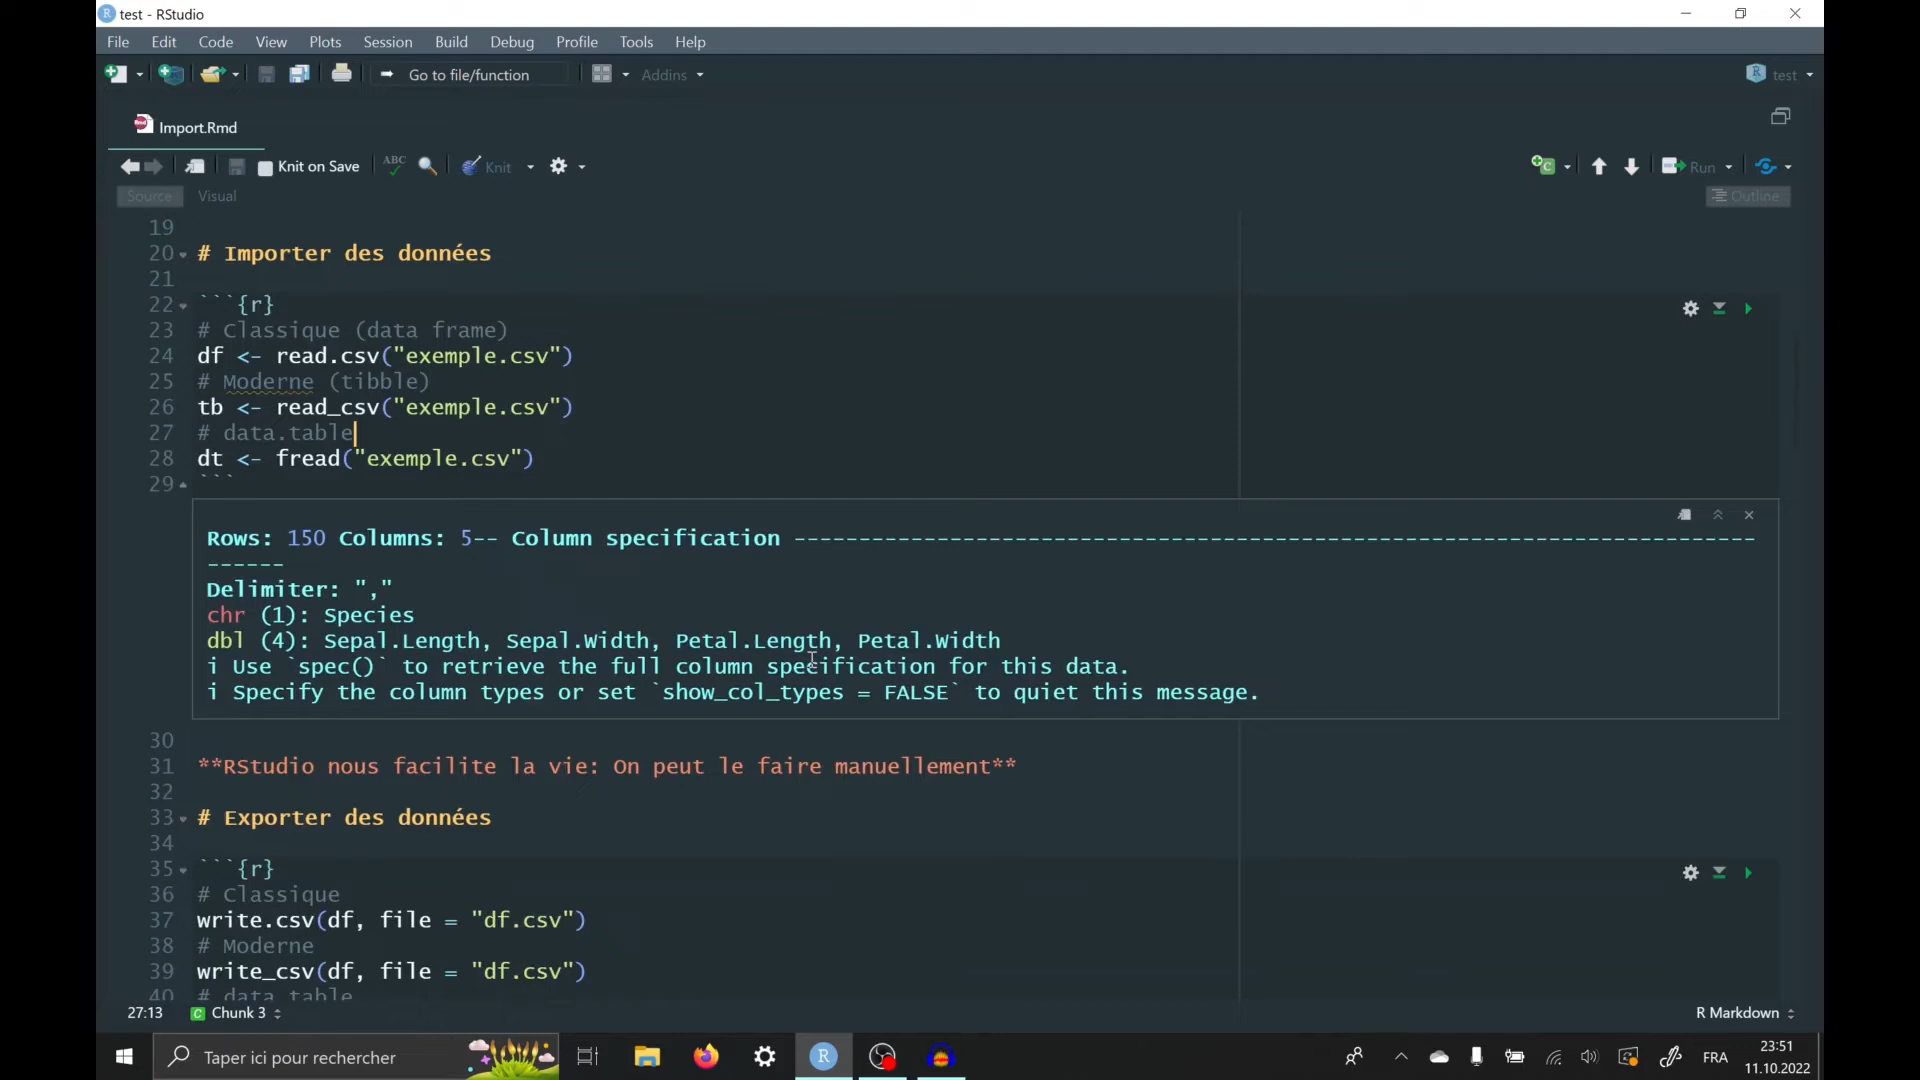 test - RStudio
File Edit Code View Plots Session Build Debug Profile Tools Help
Go to file/function Addins test
Import.Rmd
Knit on Save ABC Knit Run
Source Visual Outline
19
20 # Importer des données
21
22 ```{r}
23 # Classique (data frame)
24 df <- read.csv("exemple.csv")
25 # Moderne (tibble)
26 tb <- read_csv("exemple.csv")
27 # data.table
28 dt <- fread("exemple.csv")
29 ```
Rows: 150 Columns: 5-- Column specification --------------------------------------------------------------------------
------
Delimiter: ","
chr (1): Species
dbl (4): Sepal.Length, Sepal.Width, Petal.Length, Petal.Width
i Use `spec()` to retrieve the full column specification for this data.
i Specify the column types or set `show_col_types = FALSE` to quiet this message.
30
31 **RStudio nous facilite la vie: On peut le faire manuellement**
32
33 # Exporter des données
34
35 ```{r}
36 # Classique
37 write.csv(df, file = "df.csv")
38 # Moderne
39 write_csv(df, file = "df.csv")
40 # data table
27:13 C Chunk 3 R Markdown
Taper ici pour rechercher R FRA 23:51
11.10.2022